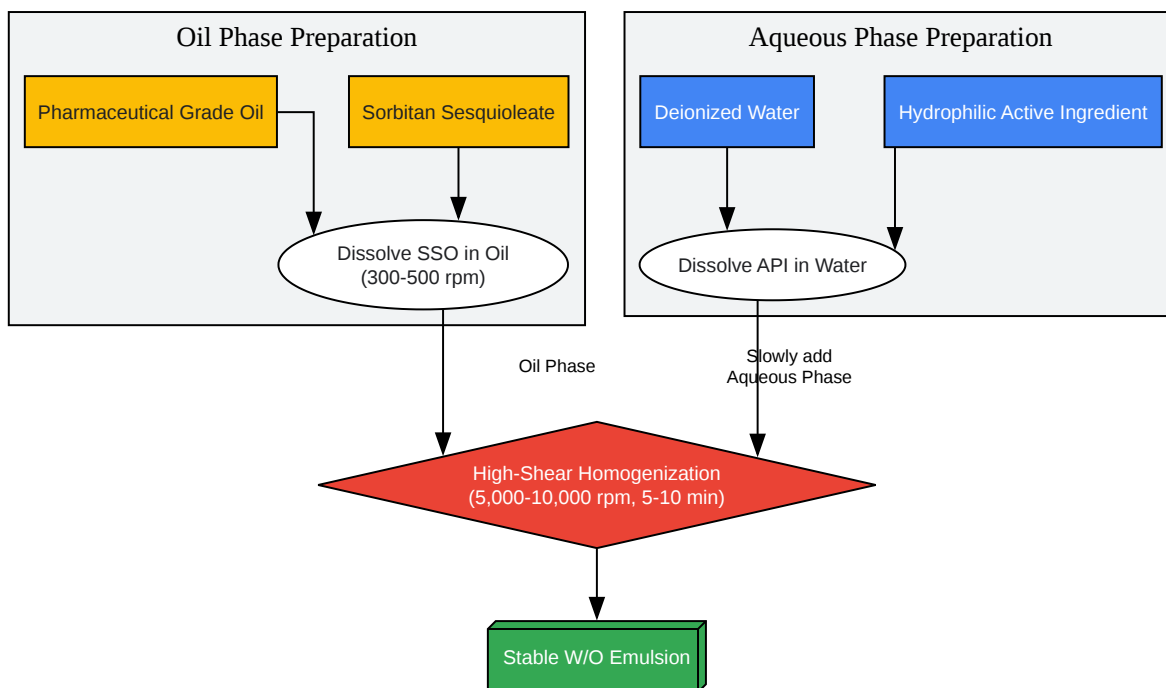 Oil Phase Preparation
Pharmaceutical Grade Oil
Sorbitan Sesquioleate
Dissolve SSO in Oil
(300-500 rpm)
Aqueous Phase Preparation
Deionized Water
Hydrophilic Active Ingredient
Dissolve API in Water
Oil Phase
Slowly add
Aqueous Phase
High-Shear Homogenization
(5,000-10,000 rpm, 5-10 min)
Stable W/O Emulsion